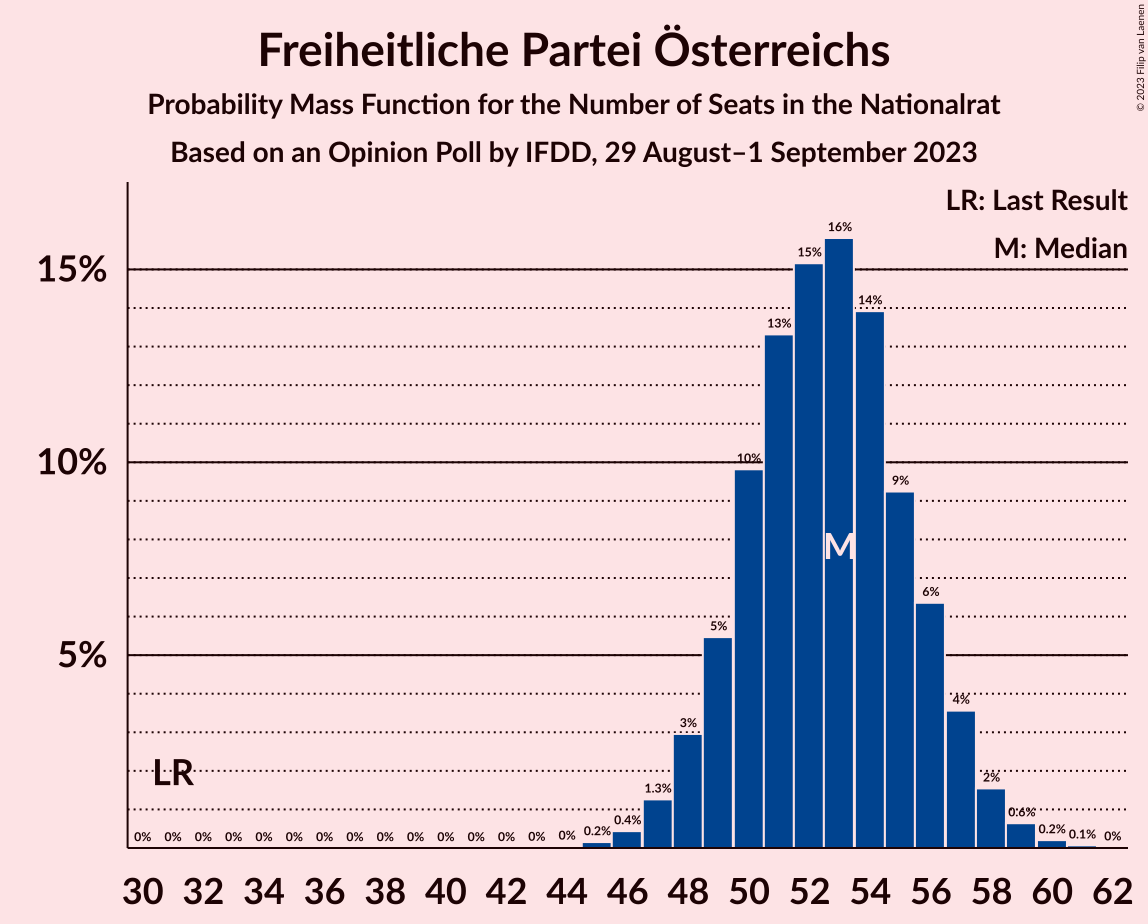 Freiheitliche Partei Österreichs
Probability Mass Function for the Number of Seats in the Nationalrat
Based on an Opinion Poll by IFDD, 29 August–1 September 2023
© 2023 Filip van Laenen
LR: Last Result
M: Median
15%
10%
5%
16%
15%
14%
13%
10%
9%
M
6%
5%
4%
3%
LR
2%
1.3%
0.6%
0.4%
0% 0% 0% 0% 0% 0% 0% 0% 0% 0% 0% 0% 0% 0% 0% 0.2% 0.2% 0.1% 0%
30 32 34 36 38 40 42 44 46 48 50 52 54 56 58 60 62